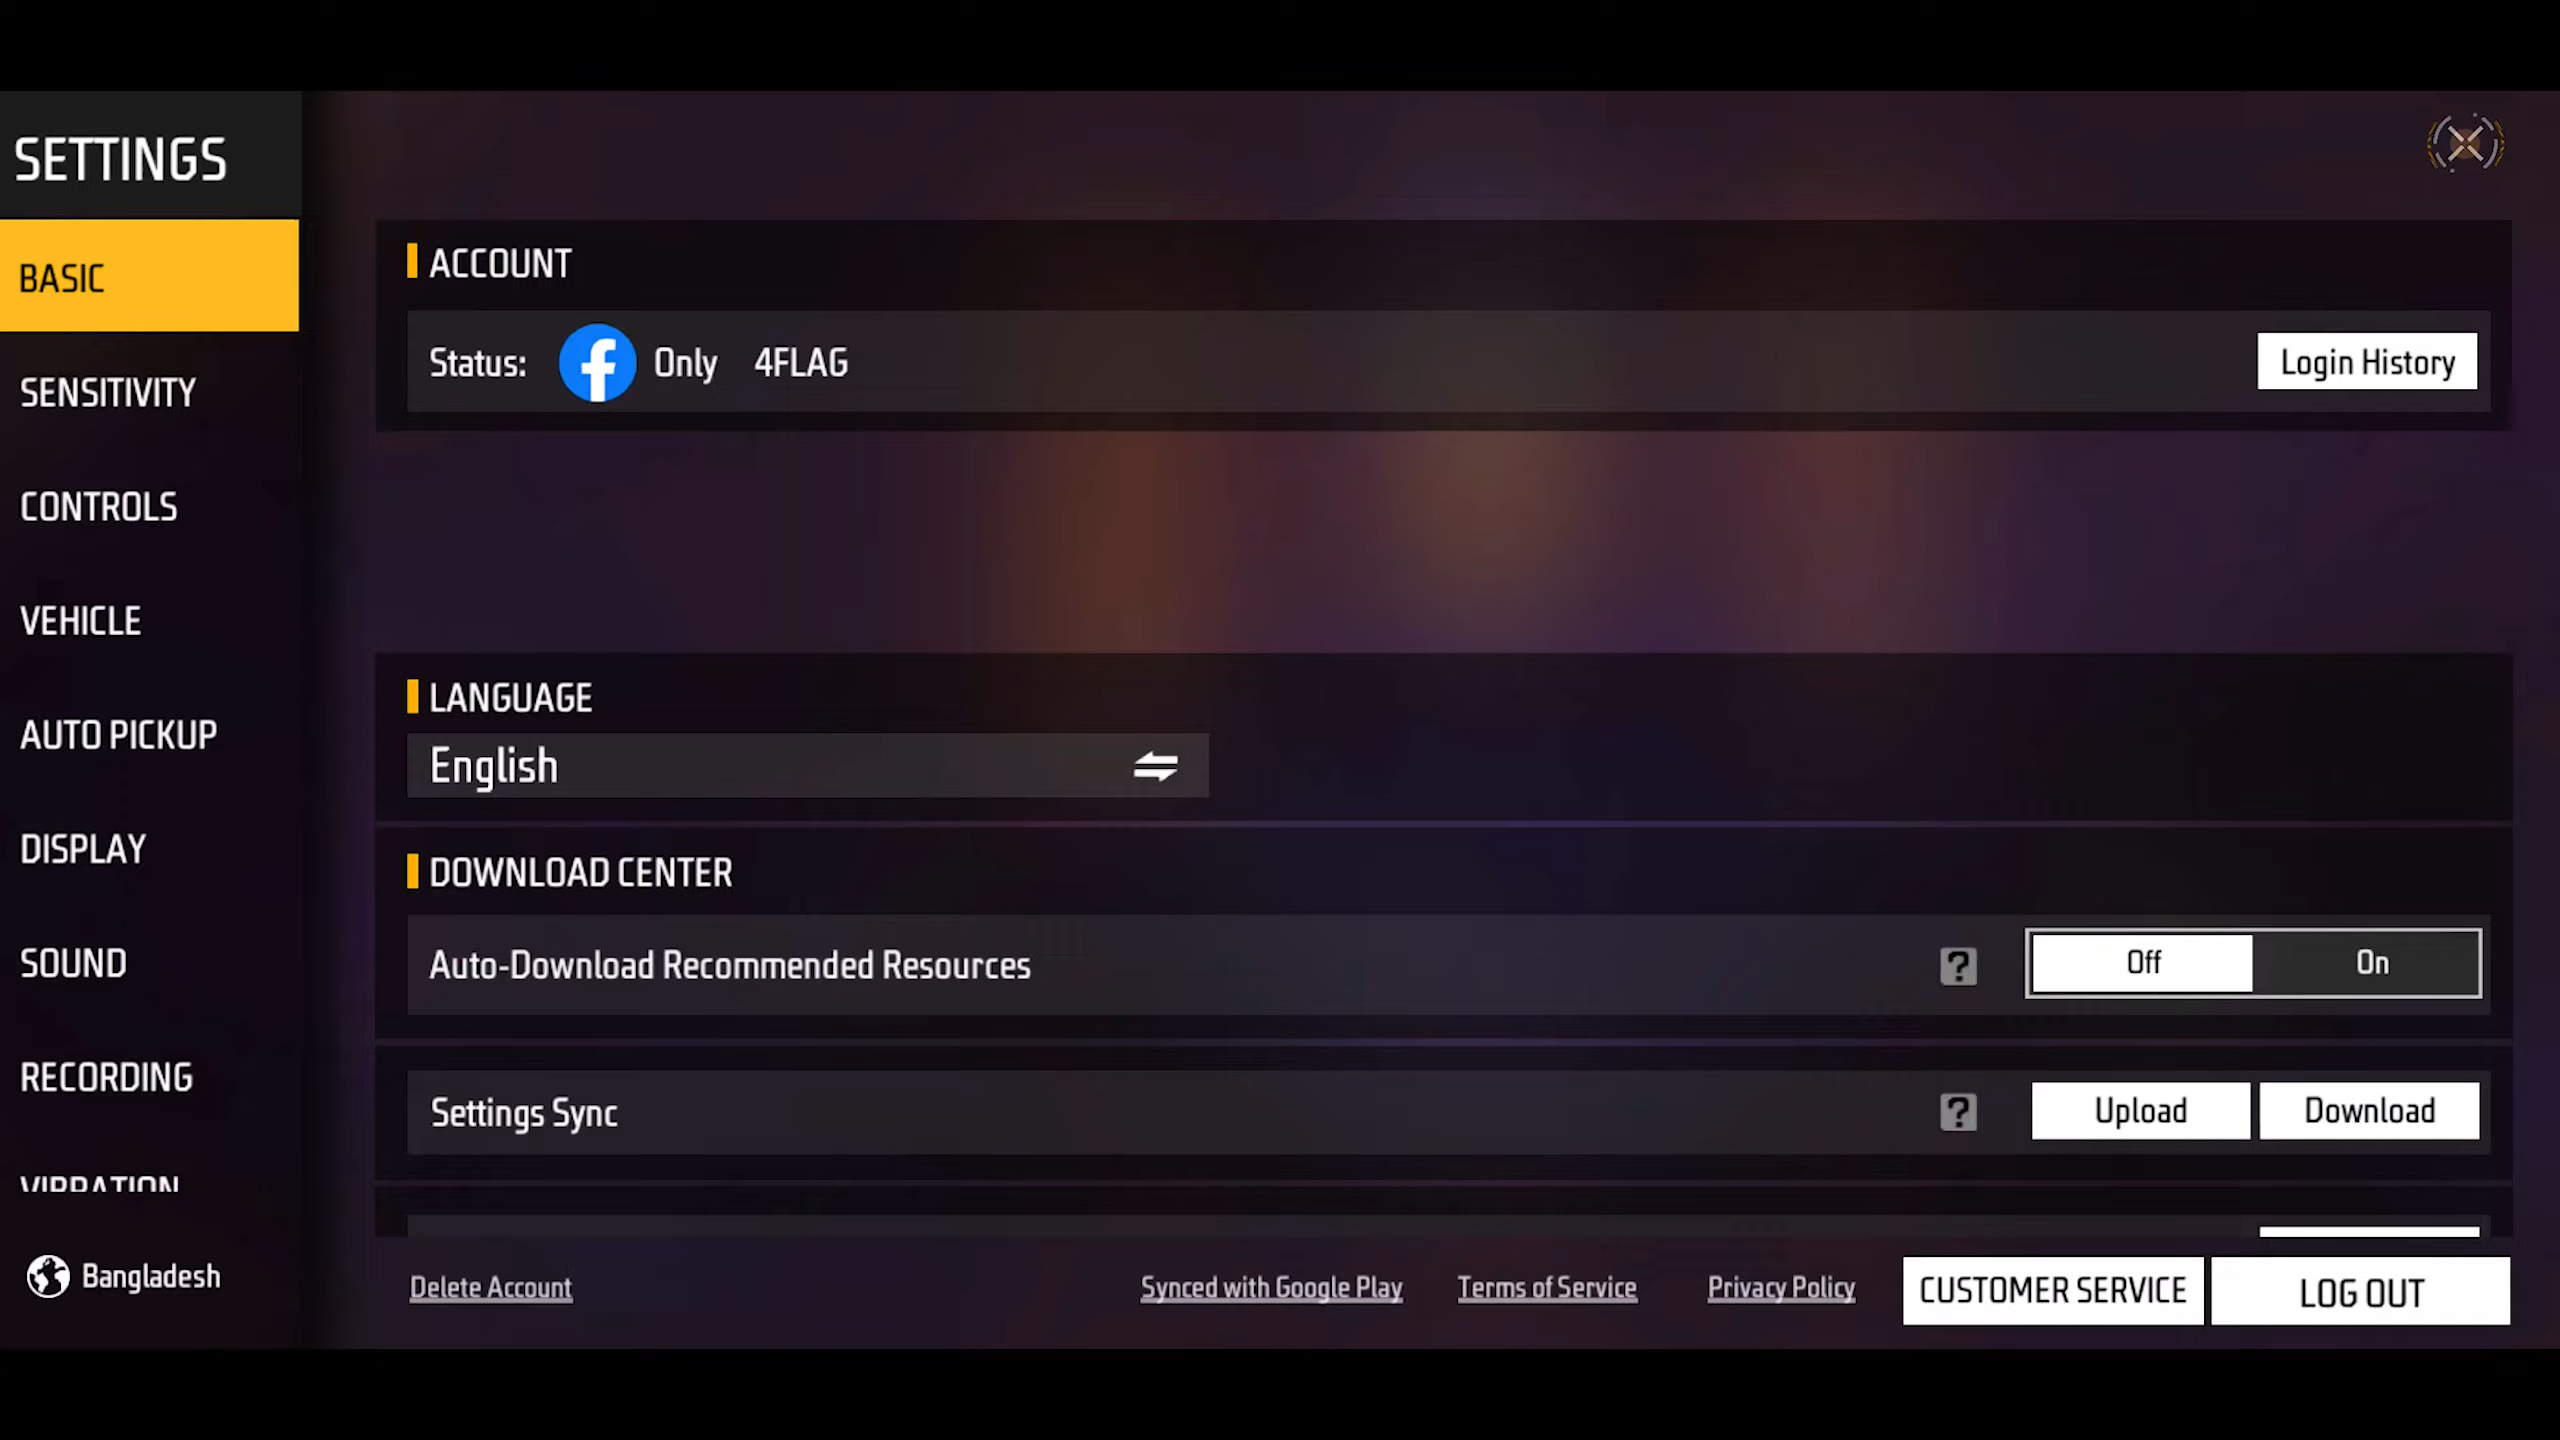 SETTINGS
BASIC
SENSITIVITY
CONTROLS
VEHICLE
AUTO PICKUP
DISPLAY
SOUND
RECORDING
VIBRATION
Bangladesh
ACCOUNT
Status: Only 4FLAG
Login History
LANGUAGE
English
DOWNLOAD CENTER
Auto-Download Recommended Resources ? Off On
Settings Sync ? Upload Download
Delete Account Synced with Google Play Terms of Service Privacy Policy CUSTOMER SERVICE LOG OUT